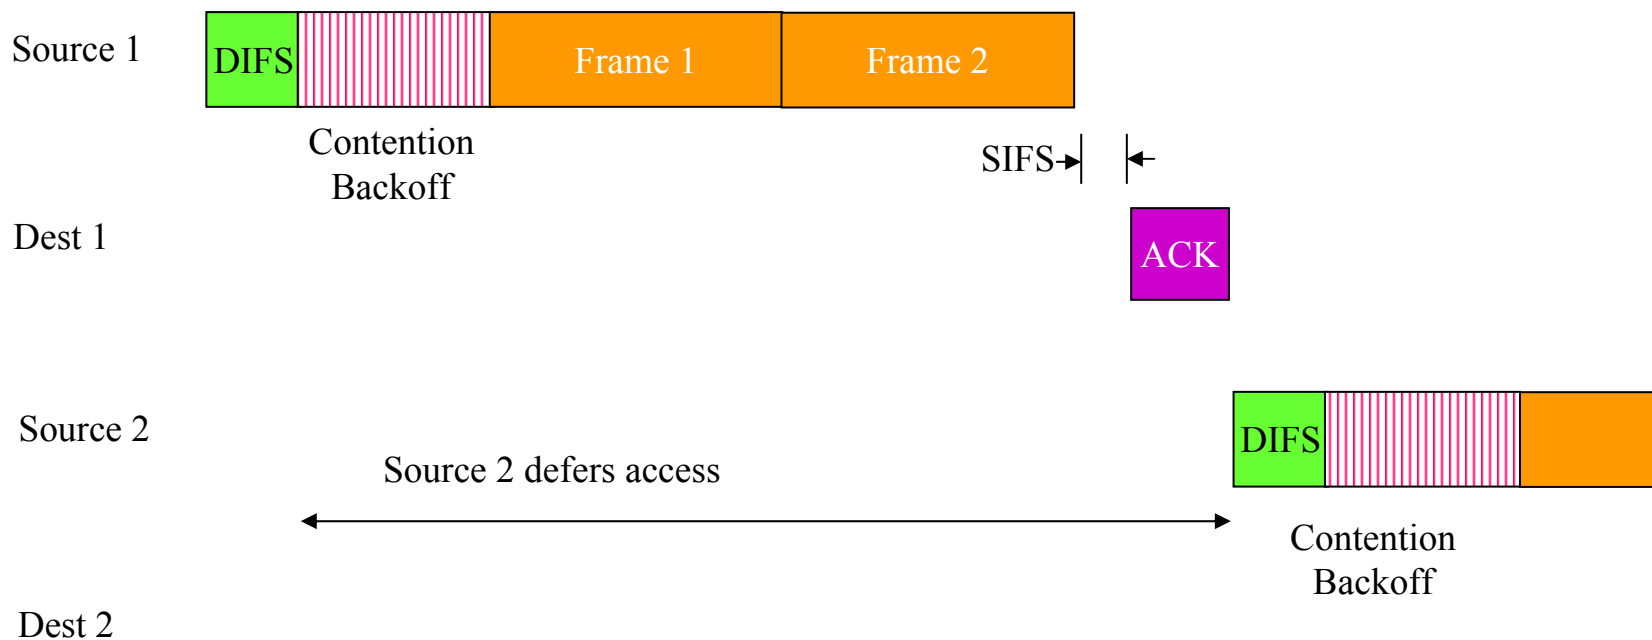 Source 1
DIFS
Frame 1
Frame 2
Contention
Backoff
SIFS
Dest 1
ACK
Source 2
DIFS
Source 2 defers access
Contention
Backoff
Dest 2